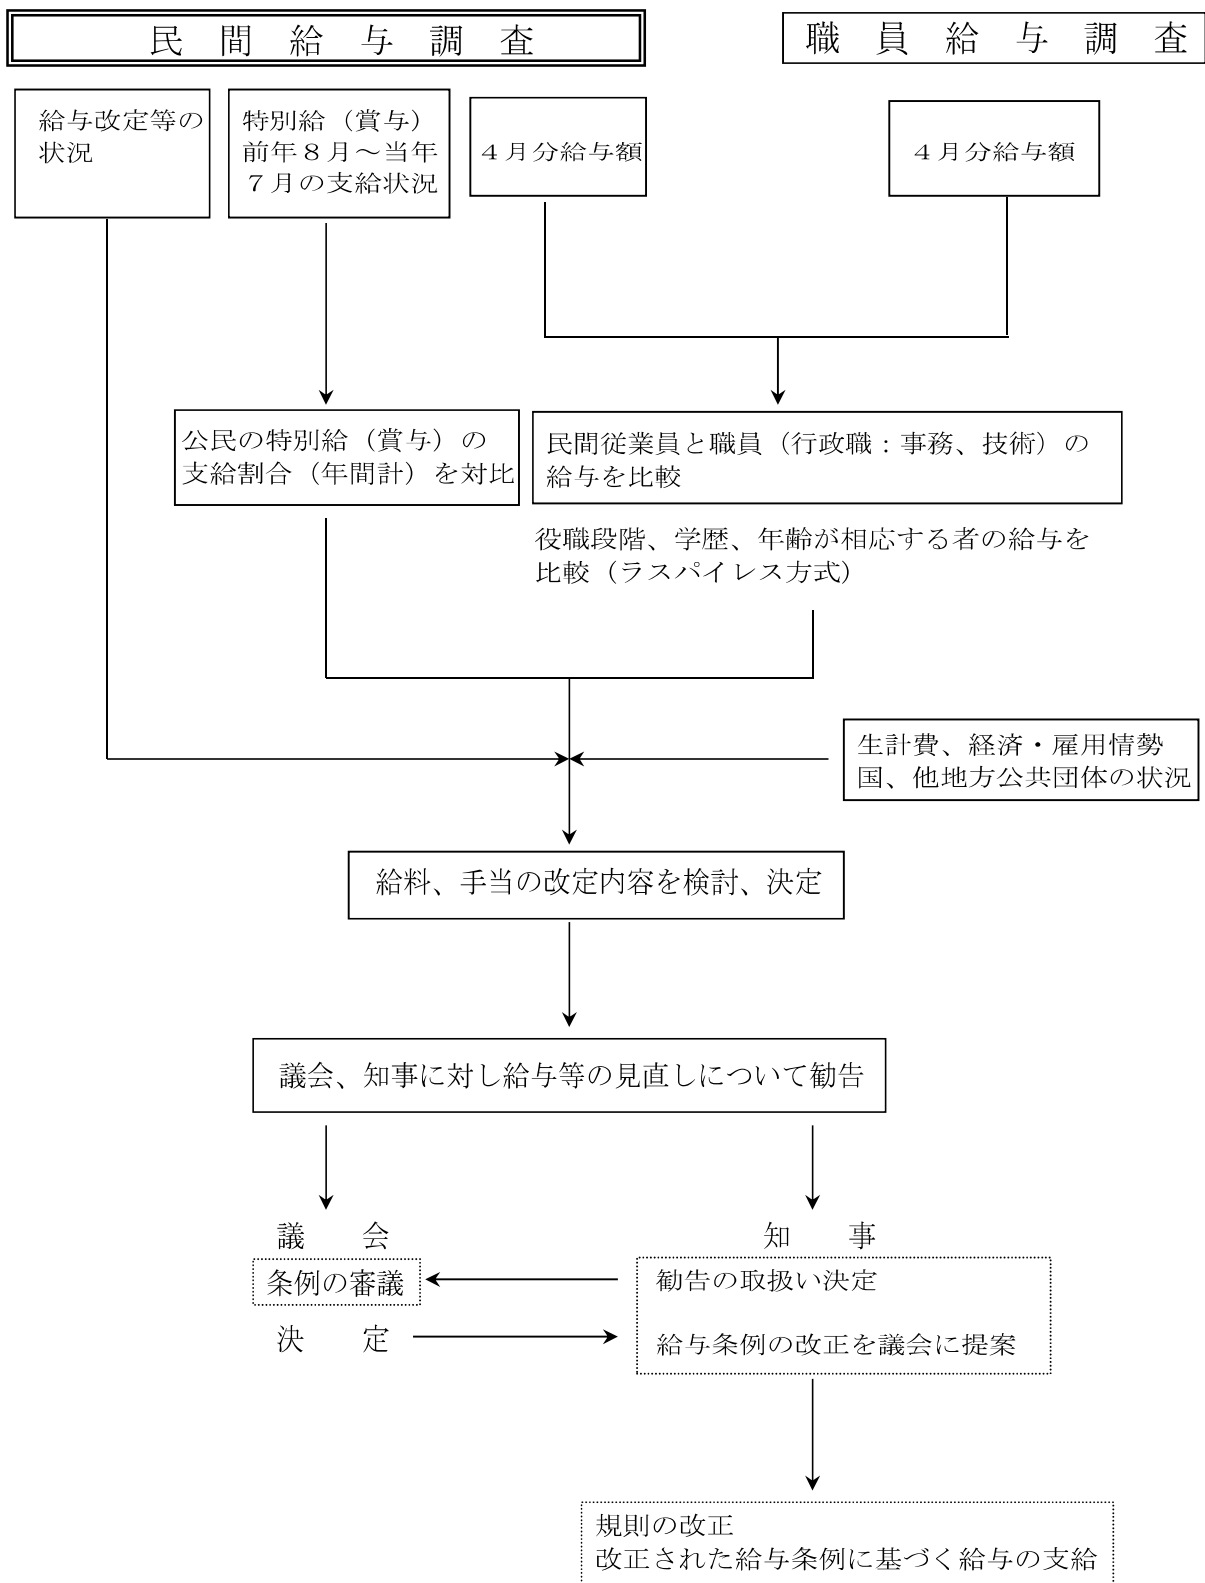 民間給与調査
職員給与調査
給与改定等の
状況
特別給（賞与）
前年８月～当年
７月の支給状況
４月分給与額
４月分給与額
公民の特別給（賞与）の
支給割合（年間計）を対比
民間従業員と職員（行政職：事務、技術）の
給与を比較
役職段階、学歴、年齢が相応する者の給与を
比較（ラスパイレス方式）
生計費、経済・雇用情勢
国、他地方公共団体の状況
給料、手当の改定内容を検討、決定
議会、知事に対し給与等の見直しについて勧告
議会
知事
条例の審議
勧告の取扱い決定
決定
給与条例の改正を議会に提案
規則の改正
改正された給与条例に基づく給与の支給